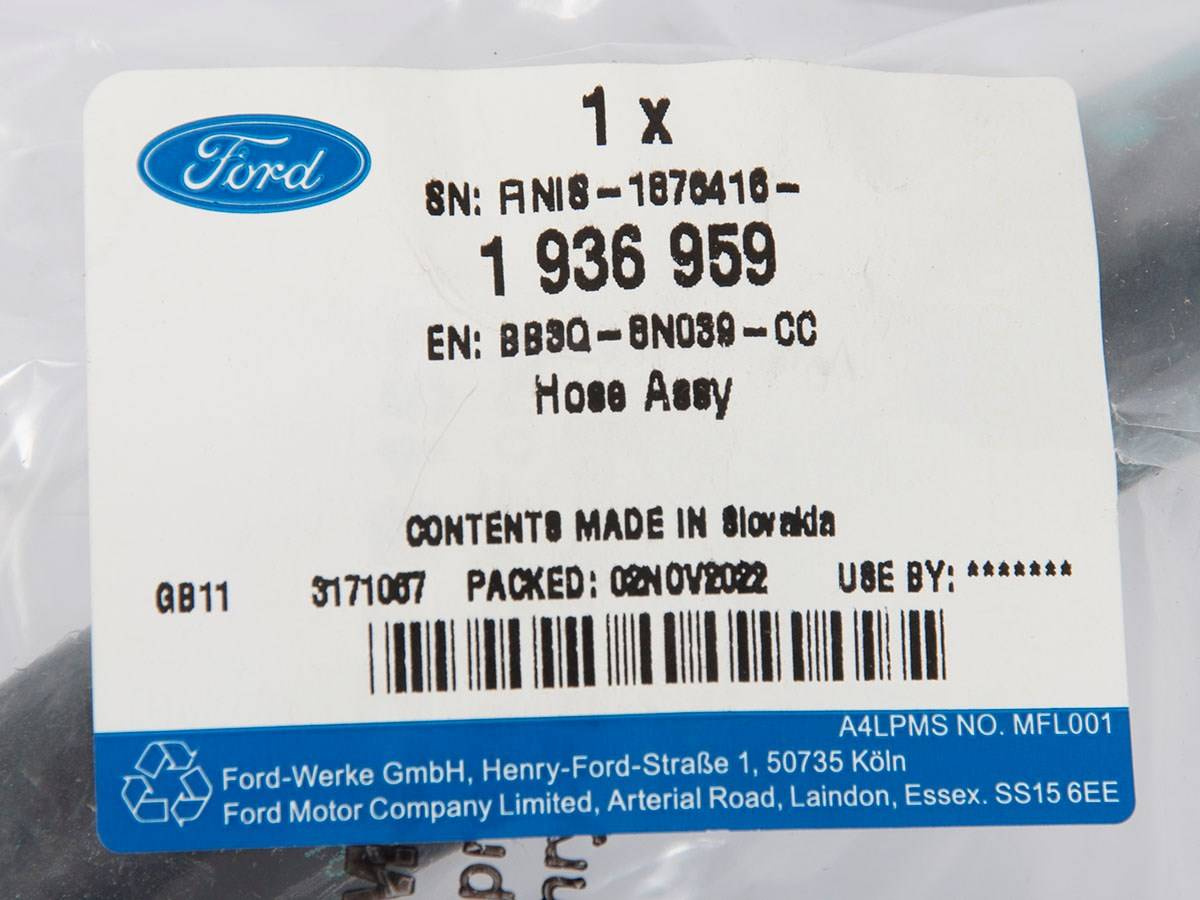 Ford
1 x
SN: ANIS-1876416-
1 936 959
EN: BB3Q-6N039-CC
Hose Assy
CONTENTS MADE IN Slovakia
GB11 3171067 PACKED: 02NOV2022 USE BY: *******
A4LPMS NO. MFL001
Ford-Werke GmbH, Henry-Ford-Straße 1, 50735 Köln
Ford Motor Company Limited, Arterial Road, Laindon, Essex. SS15 6EE